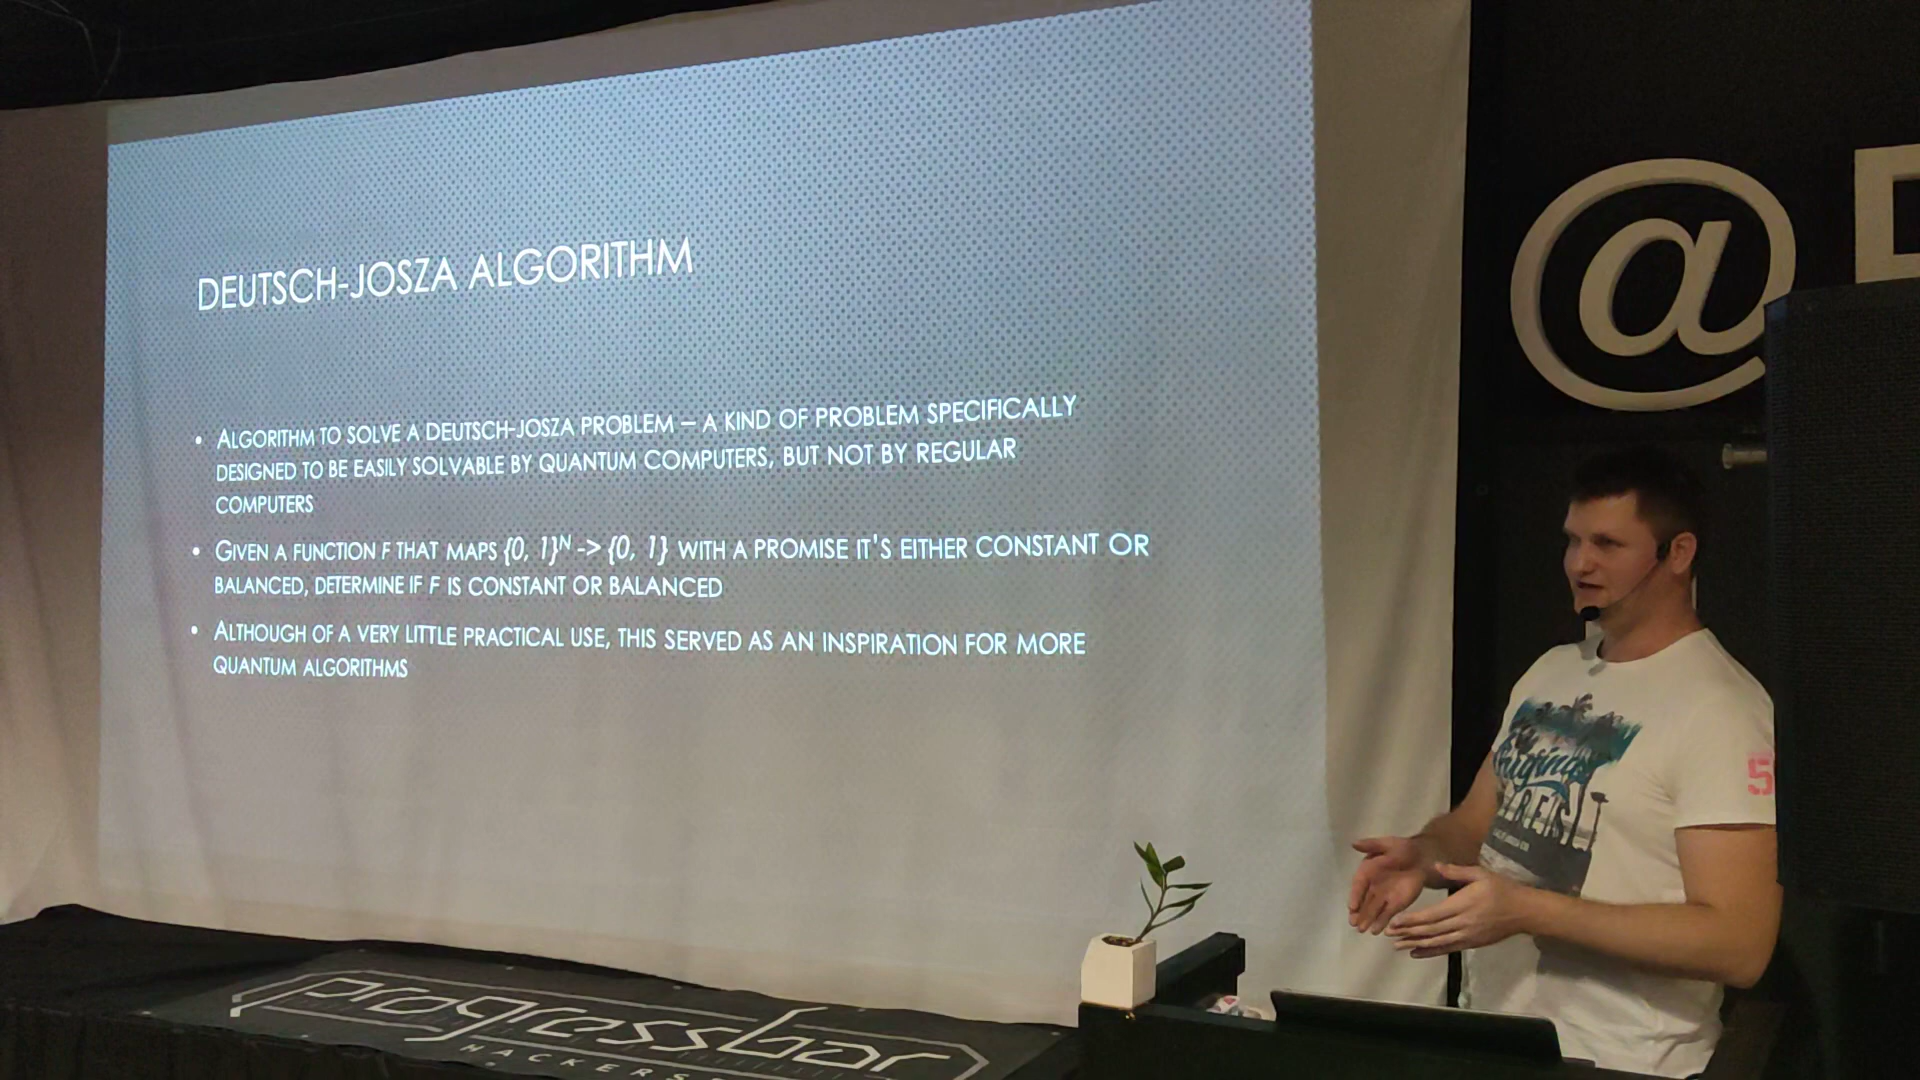 DEUTSCH-JOSZA ALGORITHM
• ALGORITHM TO SOLVE A DEUTSCH-JOSZA PROBLEM – A KIND OF PROBLEM SPECIFICALLY
DESIGNED TO BE EASILY SOLVABLE BY QUANTUM COMPUTERS, BUT NOT BY REGULAR
COMPUTERS
• GIVEN A FUNCTION F THAT MAPS {0, 1}ᴺ -> {0, 1} WITH A PROMISE IT'S EITHER CONSTANT OR
BALANCED, DETERMINE IF F IS CONSTANT OR BALANCED
• ALTHOUGH OF A VERY LITTLE PRACTICAL USE, THIS SERVED AS AN INSPIRATION FOR MORE
QUANTUM ALGORITHMS
@
Original
5
progressbar
HACKERS